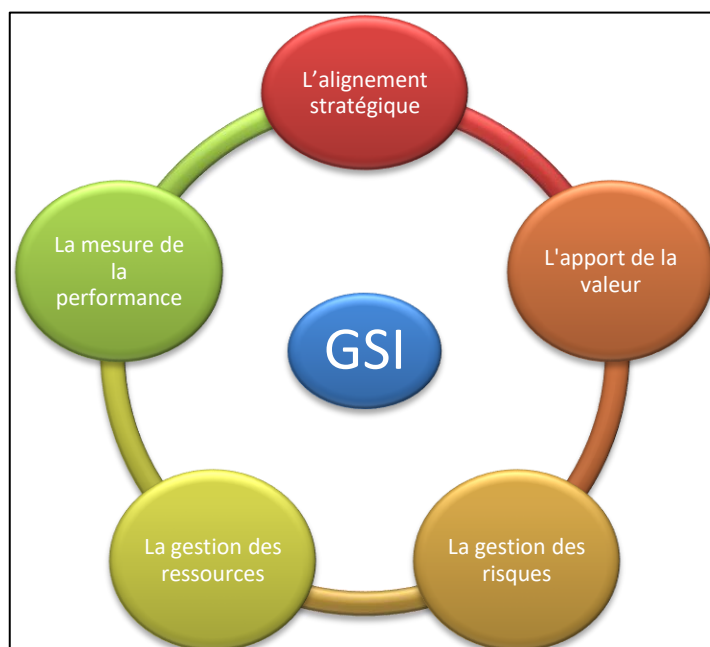 L’alignement
stratégique
La mesure de
la
performance
L'apport de la
valeur
GSI
La gestion des
ressources
La gestion des
risques